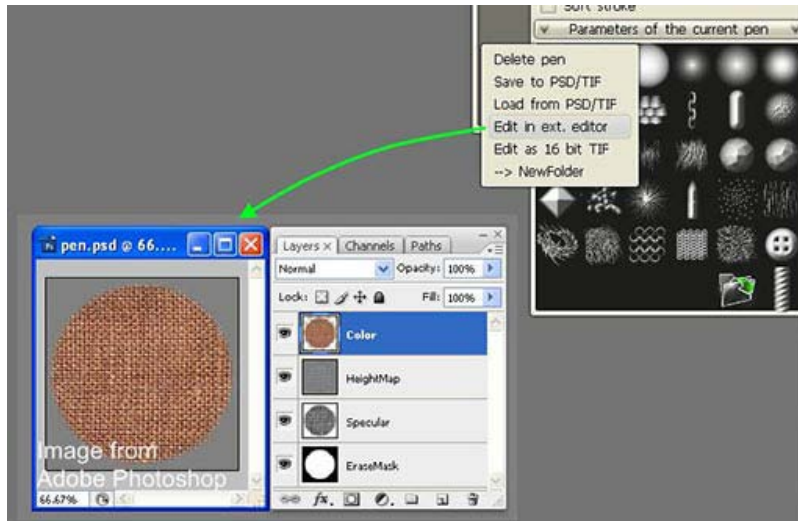 Soft stroke
Parameters of the current pen
Delete pen
Save to PSD/TIF
Load from PSD/TIF
Edit in ext. editor
Edit as 16 bit TIF
--> NewFolder
pen.psd @ 66....
Layers × Channels Paths
Normal Opacity: 100%
Lock: Fill: 100%
Color
HeightMap
Specular
EraseMask
Image from
Adobe Photoshop
66.67%
fx.